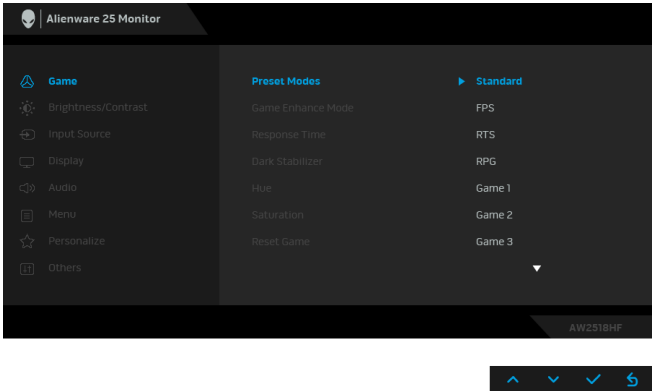 Alienware 25 Monitor
Game
Preset Modes
Standard
Brightness/Contrast
Game Enhance Mode
FPS
Input Source
Response Time
RTS
Display
Dark Stabilizer
RPG
Audio
Hue
Game 1
Menu
Saturation
Game 2
Personalize
Reset Game
Game 3
Others
AW2518HF